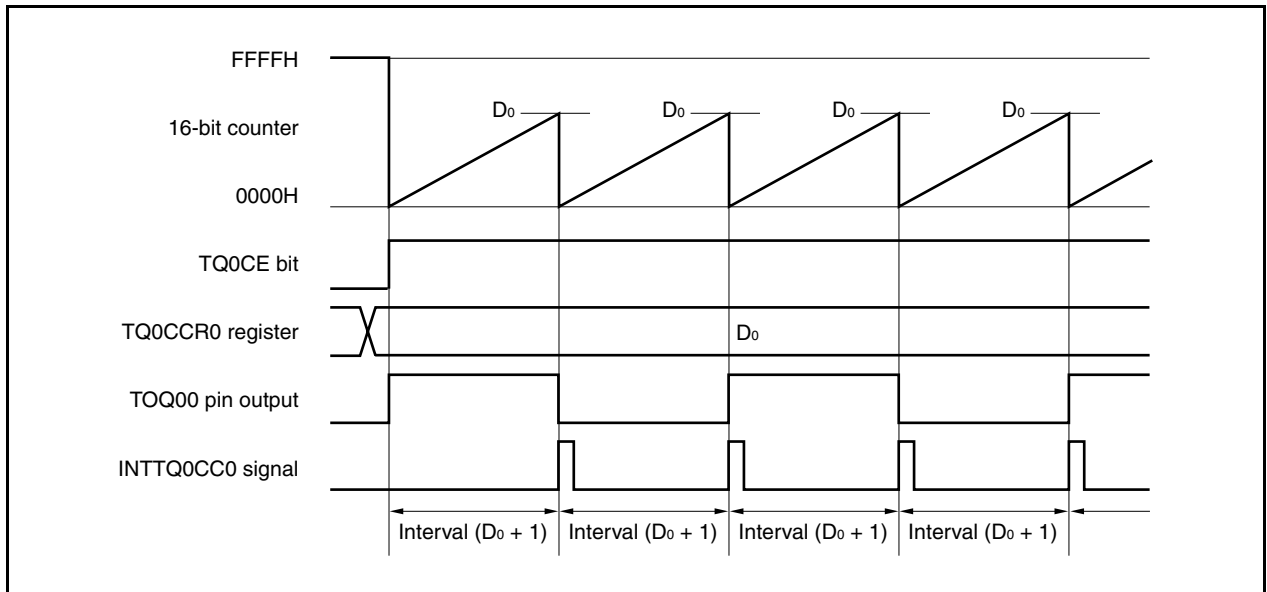 FFFFH
D0 D0 D0 D0
16-bit counter
0000H
TQ0CE bit
TQ0CCR0 register D0
TOQ00 pin output
INTTQ0CC0 signal
Interval (D0 + 1) Interval (D0 + 1) Interval (D0 + 1) Interval (D0 + 1)